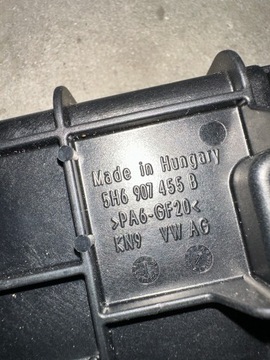 Made in Hungary
5H6 907 455 B
>PA6-GF20<
KN9 VW AG